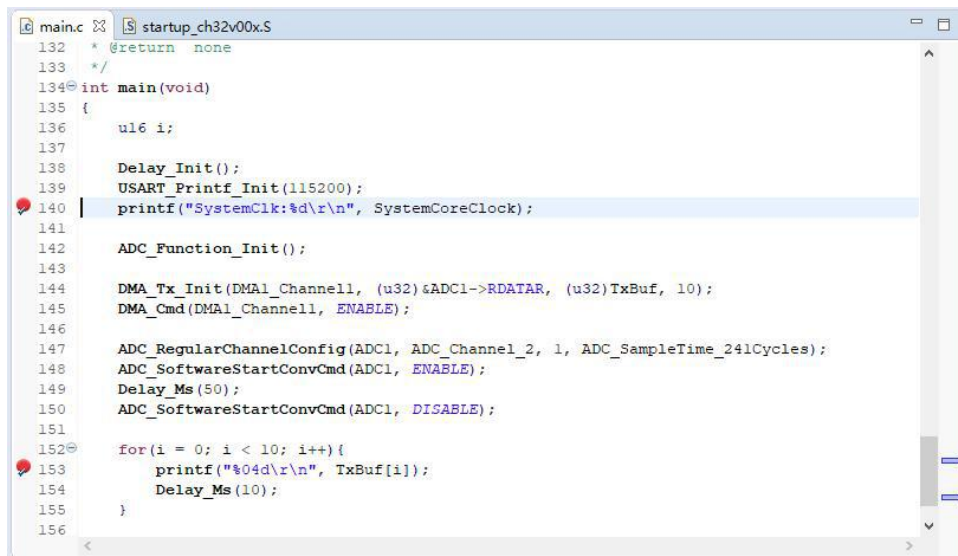 main.c startup_ch32v00x.S
132 * @return none
133 */
134 int main(void)
135 {
136 u16 i;
137
138 Delay_Init();
139 USART_Printf_Init(115200);
140 printf("SystemClk:%d\r\n", SystemCoreClock);
141
142 ADC_Function_Init();
143
144 DMA_Tx_Init(DMA1_Channel1, (u32)&ADC1->RDATAR, (u32)TxBuf, 10);
145 DMA_Cmd(DMA1_Channel1, ENABLE);
146
147 ADC_RegularChannelConfig(ADC1, ADC_Channel_2, 1, ADC_SampleTime_241Cycles);
148 ADC_SoftwareStartConvCmd(ADC1, ENABLE);
149 Delay_Ms(50);
150 ADC_SoftwareStartConvCmd(ADC1, DISABLE);
151
152 for(i = 0; i < 10; i++){
153 printf("%04d\r\n", TxBuf[i]);
154 Delay_Ms(10);
155 }
156